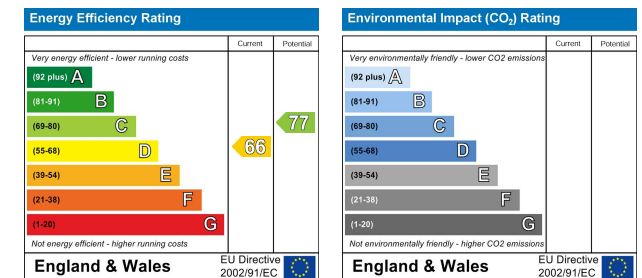 Energy Efficiency Rating
Current Potential
Very energy efficient - lower running costs
(92 plus) A
(81-91) B
(69-80) C
77
(55-68) D
66
(39-54) E
(21-38) F
(1-20) G
Not energy efficient - higher running costs
England & Wales
EU Directive
2002/91/EC
Environmental Impact (CO₂) Rating
Current Potential
Very environmentally friendly - lower CO2 emissions
(92 plus) A
(81-91) B
(69-80) C
(55-68) D
(39-54) E
(21-38) F
(1-20) G
Not environmentally friendly - higher CO2 emissions
England & Wales
EU Directive
2002/91/EC